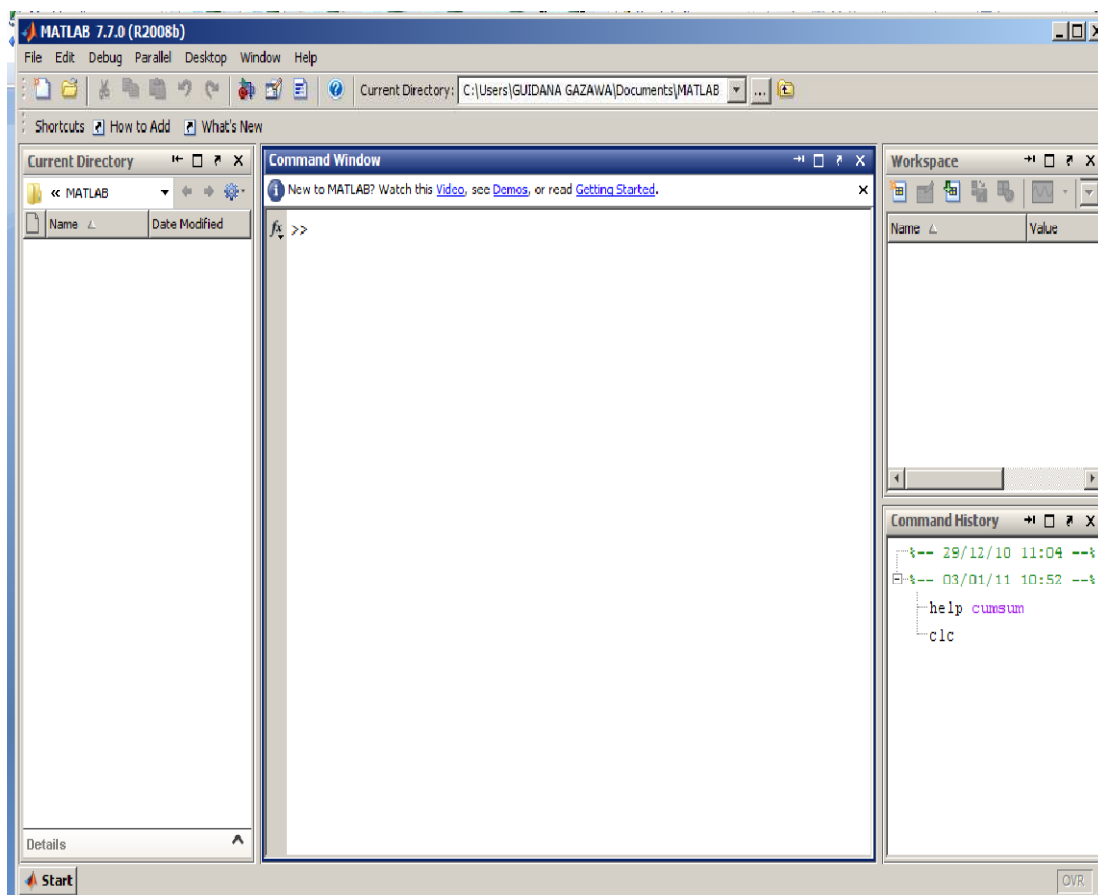 MATLAB 7.7.0 (R2008b)
File Edit Debug Parallel Desktop Window Help
Current Directory: C:\Users\GUIDANA GAZAWA\Documents\MATLAB ...
Shortcuts How to Add What's New
Current Directory
« MATLAB
Name Date Modified
Details
Command Window
New to MATLAB? Watch this Video, see Demos, or read Getting Started.
fx >>
Workspace
Name Value
Command History
%-- 29/12/10 11:04 --%
%-- 03/01/11 10:52 --%
help cumsum
clc
Start
OVR